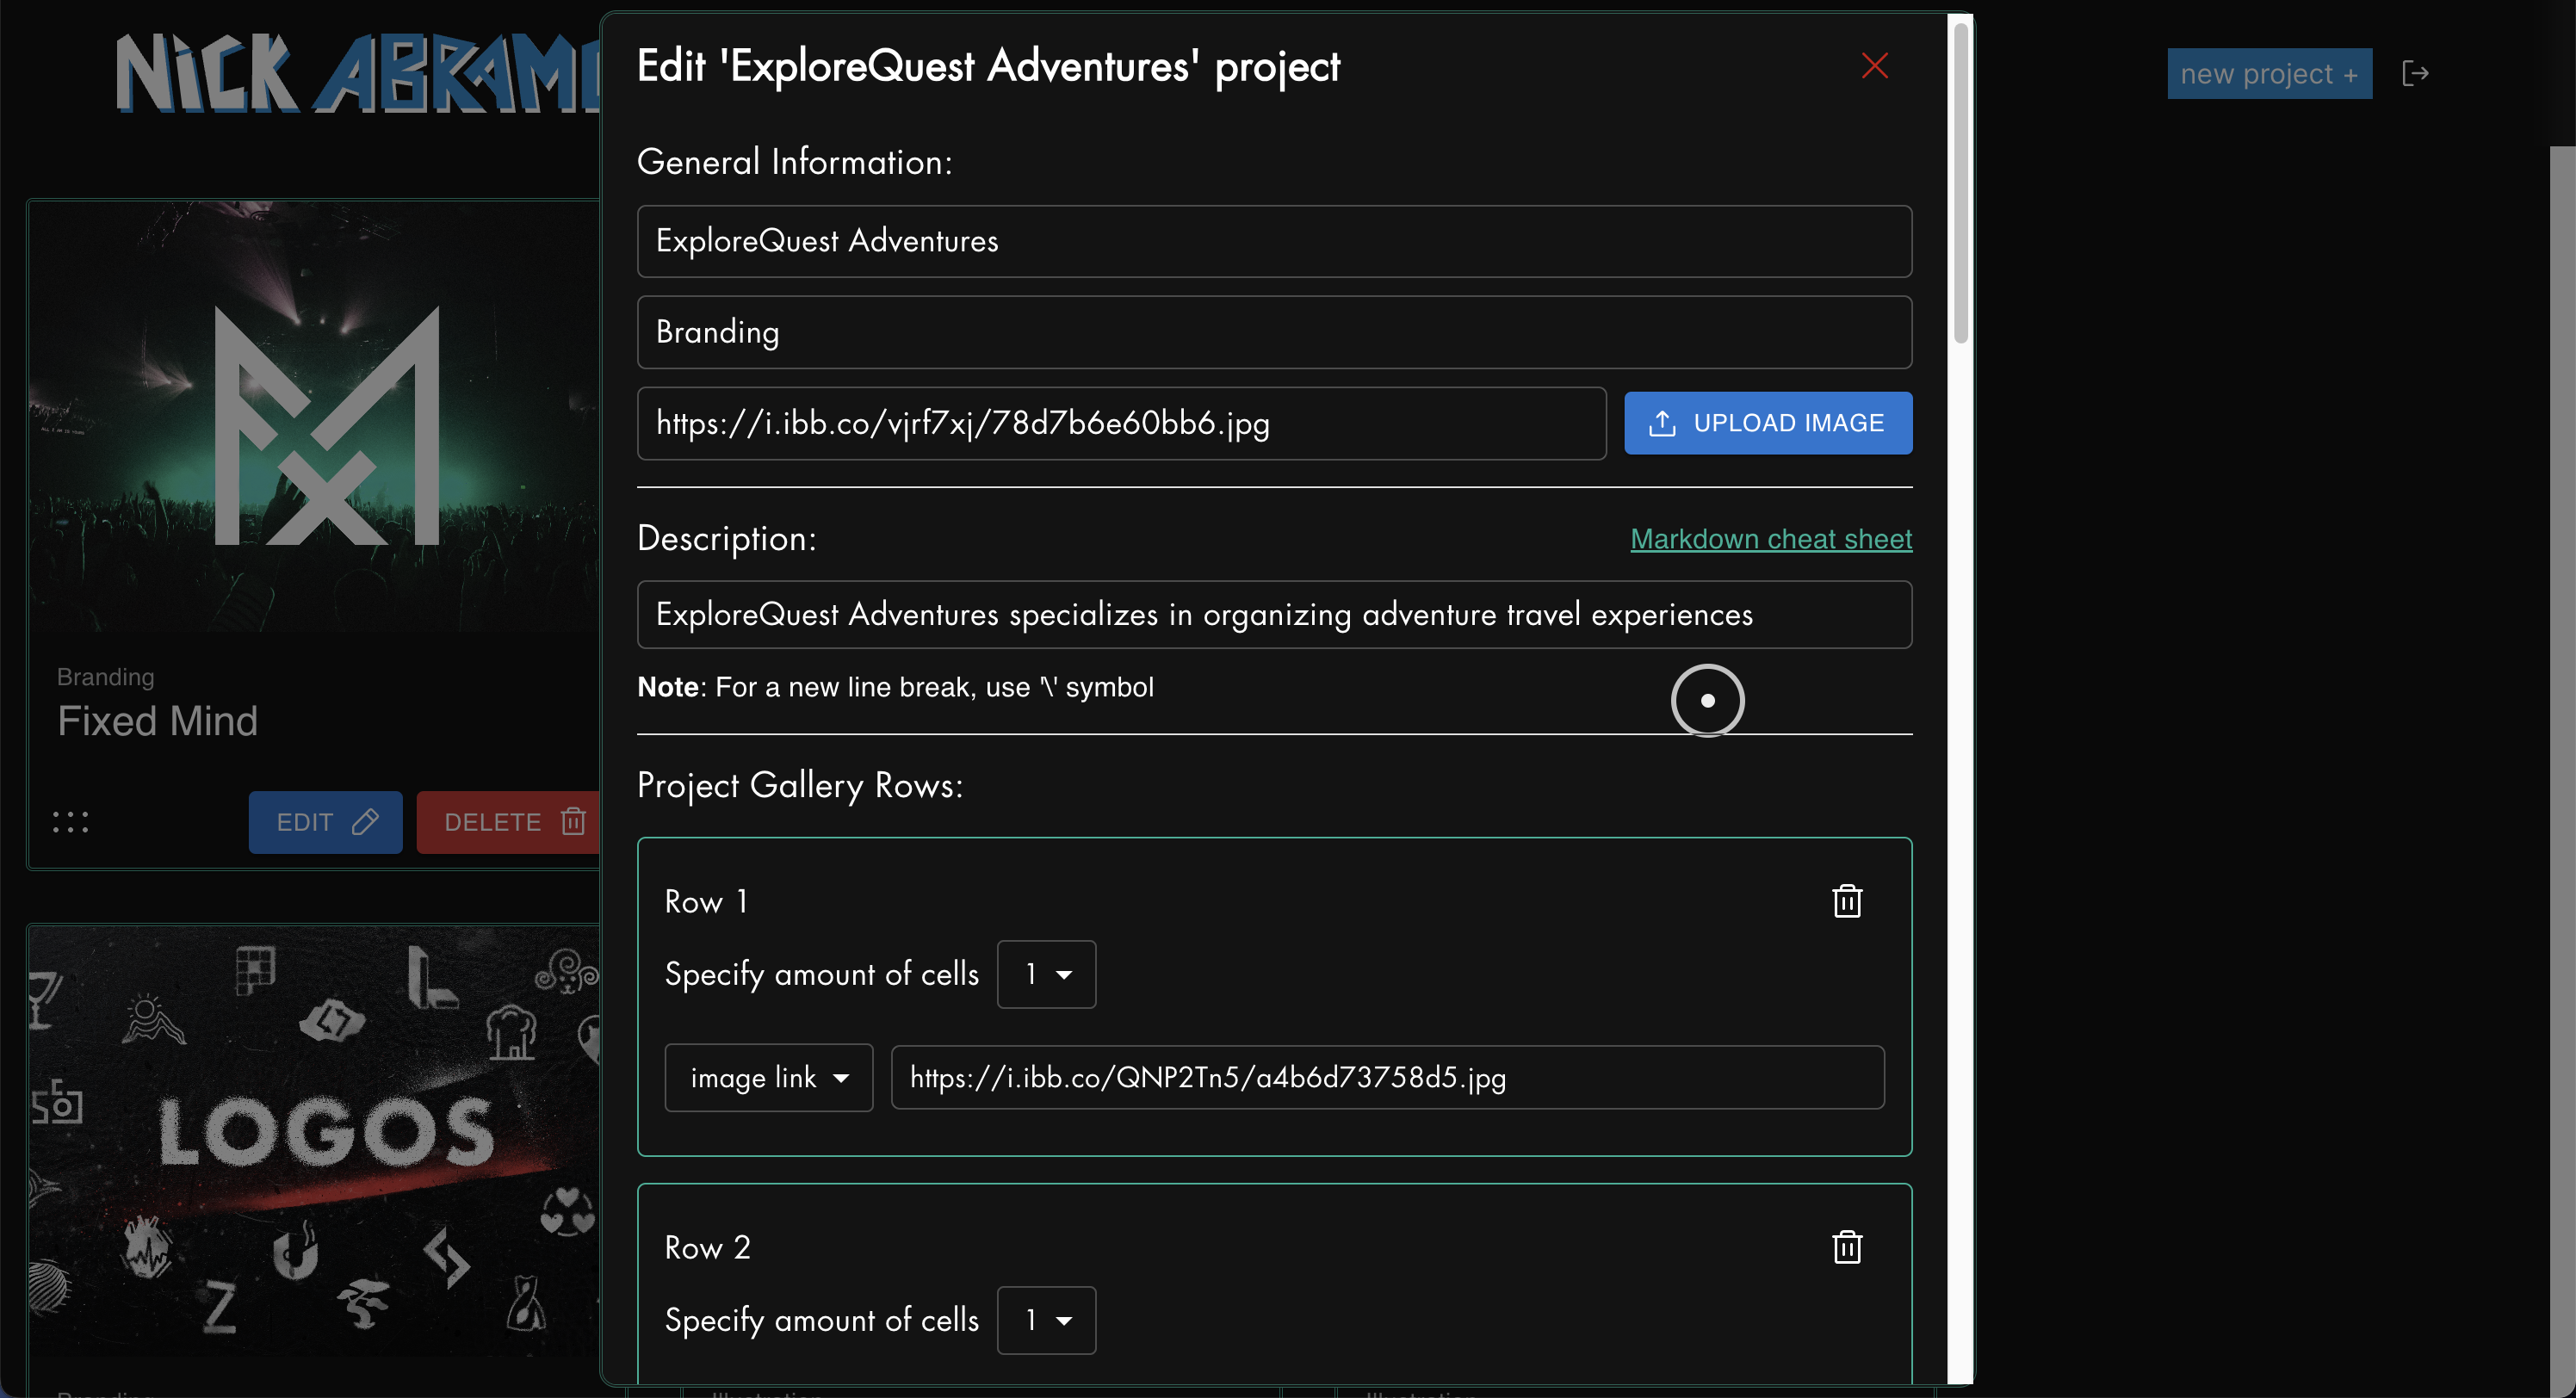 NICK ABRAM
new project +
Branding
Fixed Mind
EDIT
DELETE
LOGOS
Edit 'ExploreQuest Adventures' project
General Information:
ExploreQuest Adventures
Branding
https://i.ibb.co/vjrf7xj/78d7b6e60bb6.jpg
UPLOAD IMAGE
Description:
Markdown cheat sheet
ExploreQuest Adventures specializes in organizing adventure travel experiences
Note: For a new line break, use '\' symbol
Project Gallery Rows:
Row 1
Specify amount of cells
1
image link
https://i.ibb.co/QNP2Tn5/a4b6d73758d5.jpg
Row 2
Specify amount of cells
1